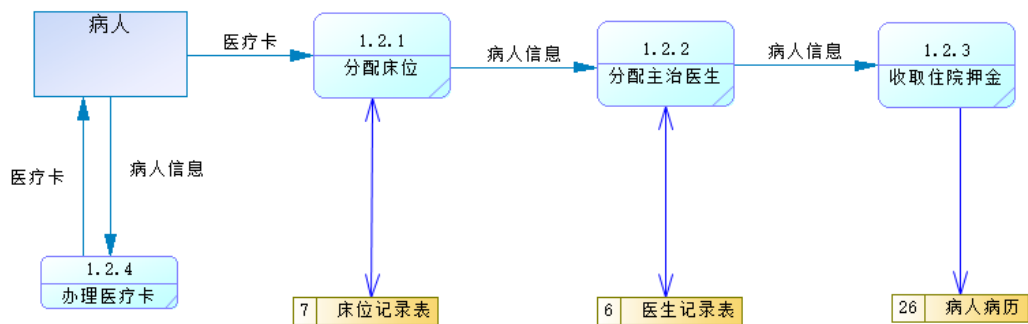 病人
医疗卡
1.2.1
分配床位
病人信息
1.2.2
分配主治医生
病人信息
1.2.3
收取住院押金
医疗卡
病人信息
1.2.4
办理医疗卡
7 床位记录表
6 医生记录表
26 病人病历